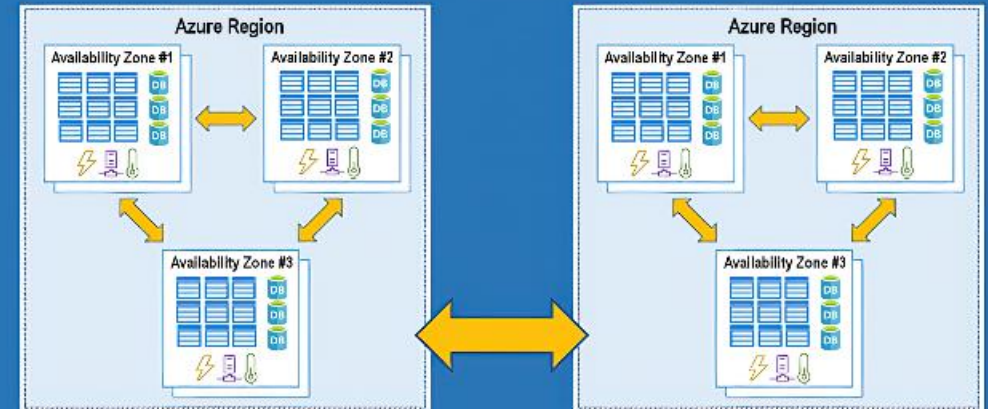 Azure Region
Availability Zone #1
DB
DB
DB
Availability Zone #2
DB
DB
DB
Availability Zone #3
DB
DB
DB
Azure Region
Availability Zone #1
DB
DB
DB
Availability Zone #2
DB
DB
DB
Availability Zone #3
DB
DB
DB